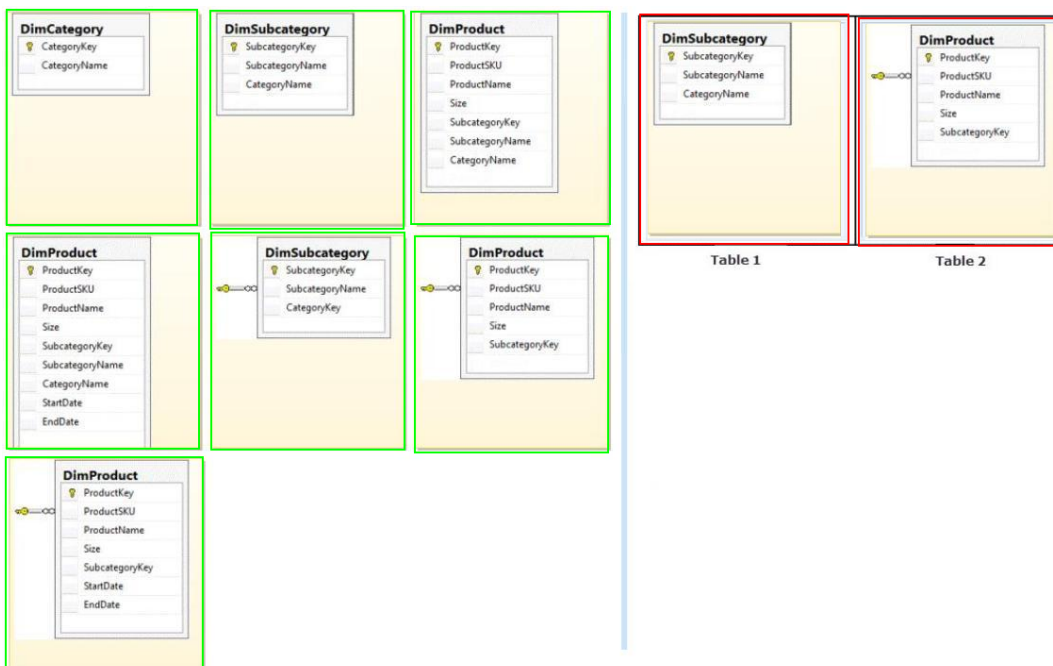 DimCategory
CategoryKey
CategoryName
DimSubcategory
SubcategoryKey
SubcategoryName
CategoryName
DimProduct
ProductKey
ProductSKU
ProductName
Size
SubcategoryKey
SubcategoryName
CategoryName
DimProduct
ProductKey
ProductSKU
ProductName
Size
SubcategoryKey
SubcategoryName
CategoryName
StartDate
EndDate
DimSubcategory
SubcategoryKey
SubcategoryName
CategoryKey
DimProduct
ProductKey
ProductSKU
ProductName
Size
SubcategoryKey
DimProduct
ProductKey
ProductSKU
ProductName
Size
SubcategoryKey
StartDate
EndDate
DimSubcategory
SubcategoryKey
SubcategoryName
CategoryName
Table 1
DimProduct
ProductKey
ProductSKU
ProductName
Size
SubcategoryKey
Table 2